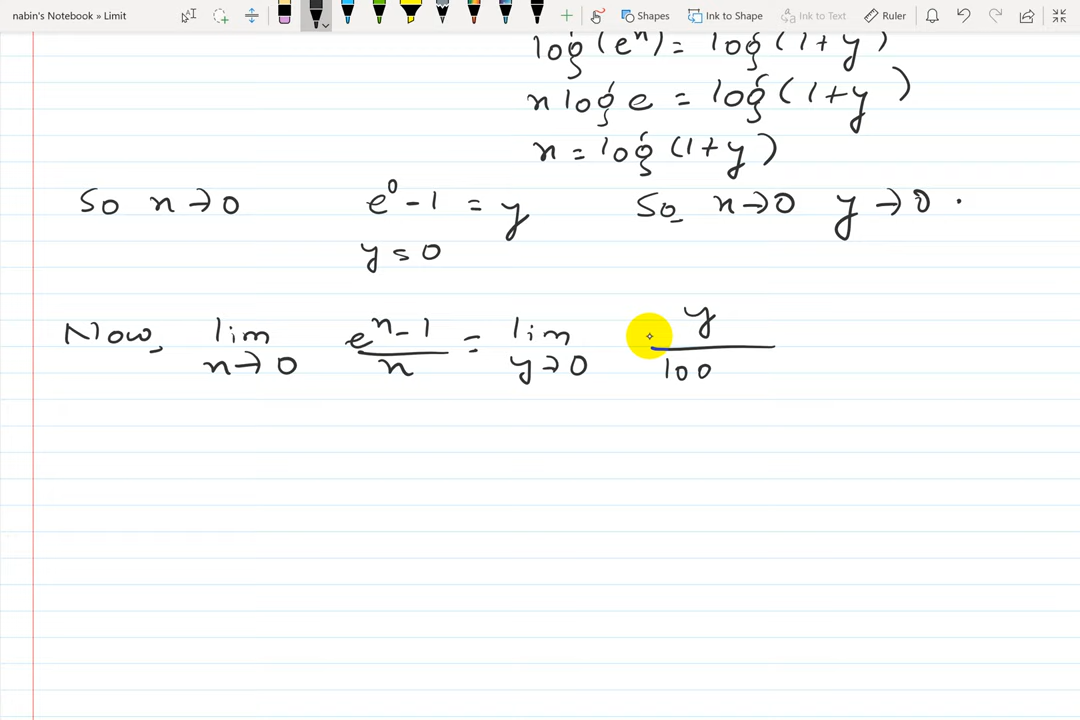 nabin's Notebook » Limit
Shapes Ink to Shape Ink to Text Ruler
log(eⁿ) = log(1+y)
n log e = log(1+y)
n = log(1+y)
So n→0 e⁰-1 = y So n→0 y→0.
y = 0
Now, lim n→0 (eⁿ-1)/n = lim y→0 y/100